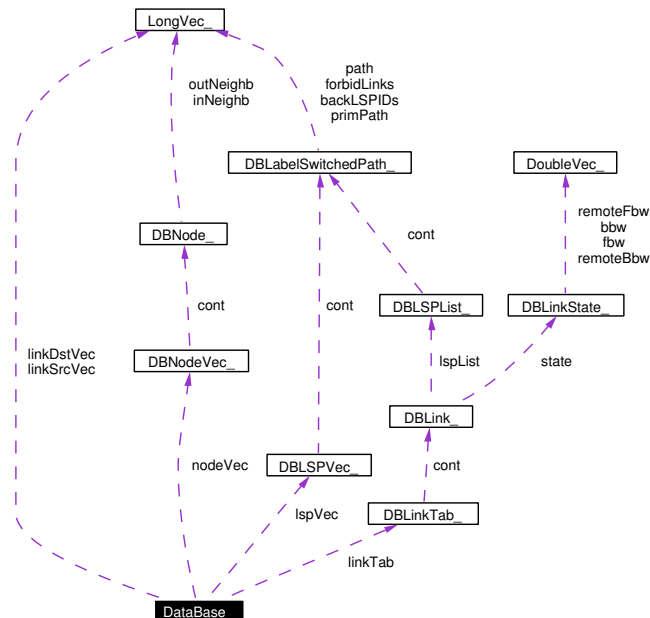 LongVec_
path
forbidLinks
backLSPIDs
primPath
outNeighb
inNeighb
DBLabelSwitchedPath_
DoubleVec_
remoteFbw
bbw
fbw
remoteBbw
DBNode_
cont
cont
cont
DBLSPList_
DBLinkState_
linkDstVec
linkSrcVec
DBNodeVec_
lspList
state
DBLink_
nodeVec
DBLSPVec_
cont
lspVec
DBLinkTab_
linkTab
DataBase_